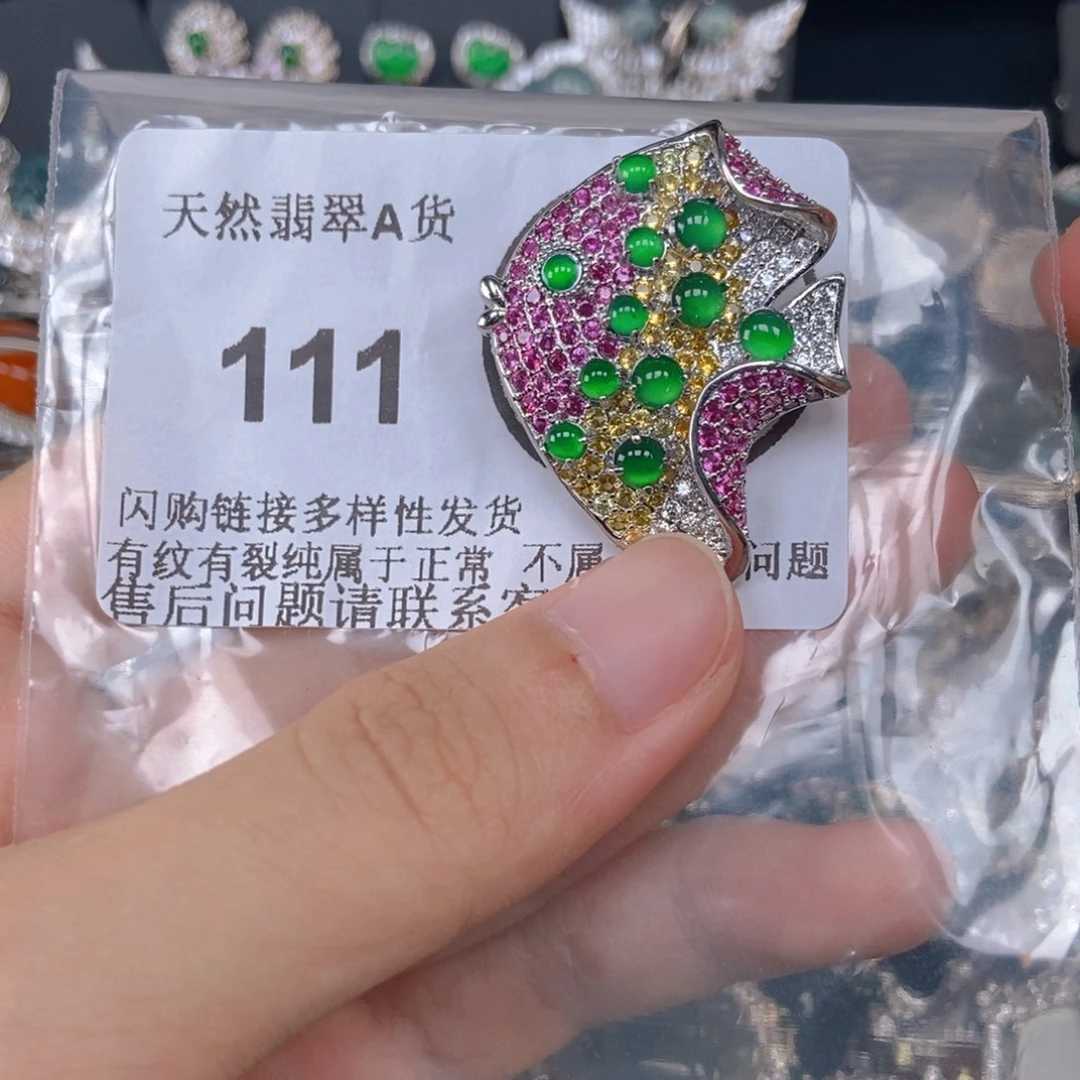 天然翡翠A货
111
闪购链接多样性发货
有纹有裂纯属于正常 不属 问题
售后问题请联系